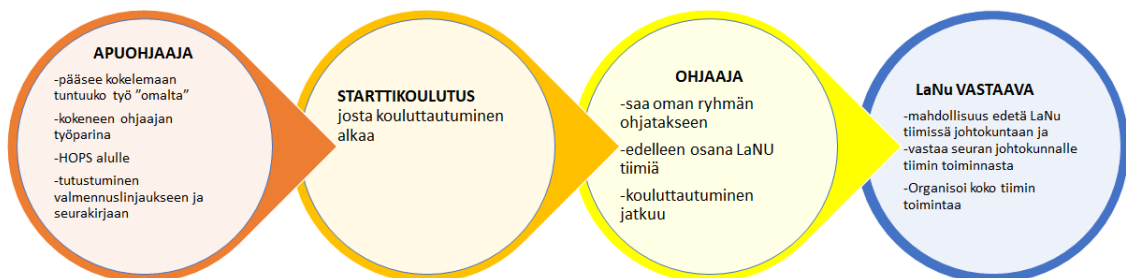 APUOHJAAJA
-pääsee kokelemaan
tuntuuko työ ”omalta”
-kokeneen ohjaajan
työparina
-HOPS alulle
-tutustuminen
valmennuslinjaukseen ja
seurakirjaan
STARTTIKOULUTUS
josta kouluttautuminen
alkaa
OHJAAJA
-saa oman ryhmän
ohjatakseen
-edelleen osana LaNU
tiimiä
-kouluttautuminen
jatkuu
LaNu VASTAAVA
-mahdollisuus edetä LaNu
tiimissä johtokuntaan ja
-vastaa seuran johtokunnalle
tiimin toiminnasta
-Organisoi koko tiimin
toimintaa